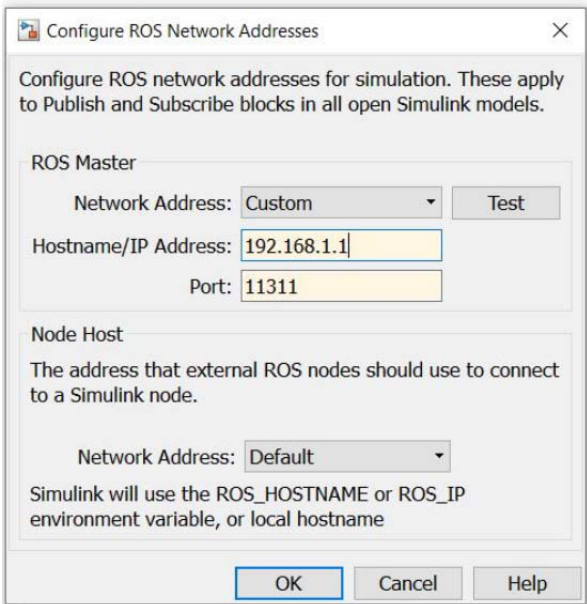 Configure ROS Network Addresses
Configure ROS network addresses for simulation. These apply
to Publish and Subscribe blocks in all open Simulink models.
ROS Master
Network Address: Custom Test
Hostname/IP Address: 192.168.1.1
Port: 11311
Node Host
The address that external ROS nodes should use to connect
to a Simulink node.
Network Address: Default
Simulink will use the ROS_HOSTNAME or ROS_IP
environment variable, or local hostname
OK Cancel Help